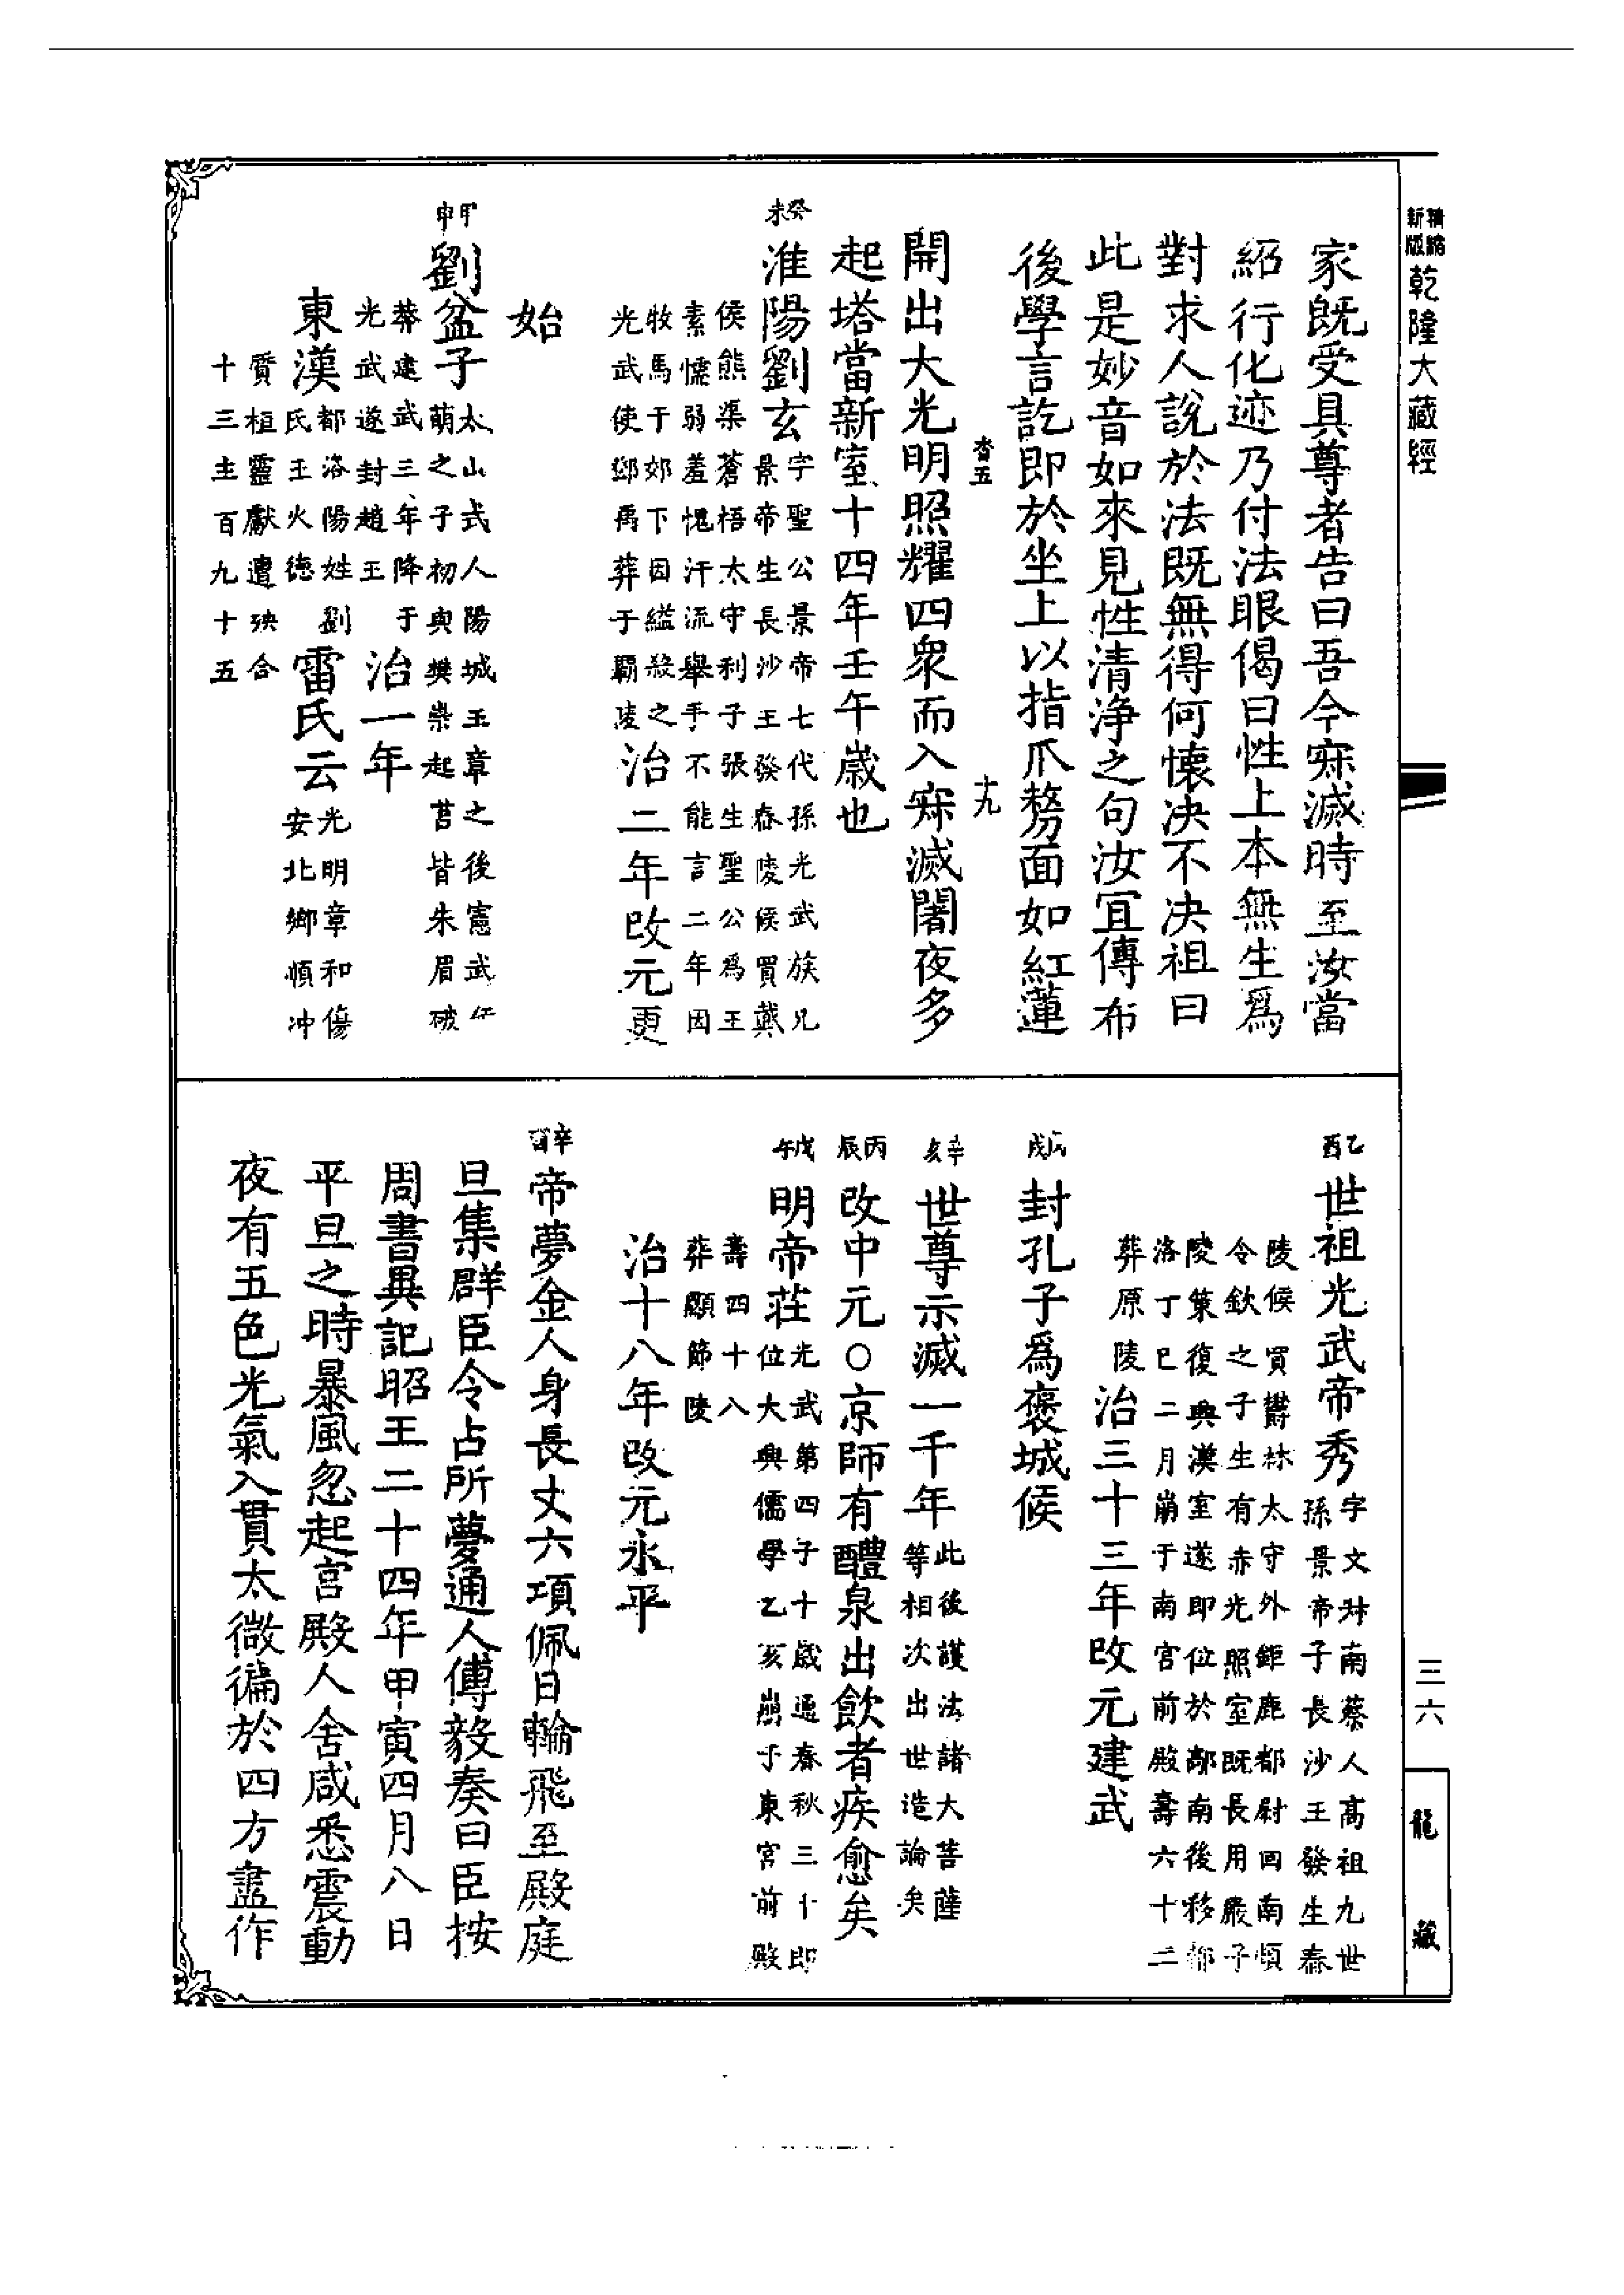 新版 精縮 乾隆大藏經
家既受具尊者告曰吾今寂滅時至汝當
紹行化迹乃付法眼偈曰性上本無生爲
對求人說於法既無得何懷決不決祖曰
此是妙音如來見性清淨之句汝宜傳布
後學言訖即於坐上以指爪剺面如紅蓮
杳五 十九
開出大光明照耀四衆而入寂滅闍夜多
起塔當新室十四年壬午歲也
癸未
淮陽劉玄
字聖公景帝七代孫光武族兄
景帝生長沙王發春陵侯買戴
侯熊渠蒼梧太守利子張生聖公爲王
素懦弱羞愧汗流舉手不能言二年因
牧馬于郊下因縊殺之
光武使鄧禹葬于霸陵
治二年改元更
始
甲申
劉盆子
太山式人陽城王章之後憲武
萌之子初與樊崇起莒皆朱眉破
莽建武三年降于
光武遂封趙王
治一年
東漢
都洛陽姓劉
氏王火德
雷氏云
光明章和傷
安北鄉順冲
質桓靈獻遭殃合
十三主百九十五
乙酉
世祖光武帝秀
字文叔南蔡人高祖九世
孫景帝子長沙王發生春
陵侯買欝林太守外鉅鹿都尉回南頓
令欽之子生有赤光照室既長用嚴子
陵策復興漢室遂即位於鄗南後移都
洛丁巳二月崩于南宮前殿壽六十二
葬原陵
治三十三年改元建武
丙戌
封孔子爲褒城侯
辛亥
世尊示滅一千年
此後護法諸大菩薩
等相次出世造論矣
丙辰
改中元○京師有醴泉出飲者疾愈矣
戊午
明帝莊
光武第四子十歲通春秋三十即
位大興儒學乙亥崩于東宮前殿
壽四十八
葬顯節陵
治十八年改元永平
辛酉
帝夢金人身長丈六項佩日輪飛至殿庭
旦集群臣令占所夢通人傅毅奏曰臣按
周書異記昭王二十四年甲寅四月八日
平旦之時暴風忽起宮殿人舍咸悉震動
夜有五色光氣入貫太微徧於四方盡作
三六
龍藏